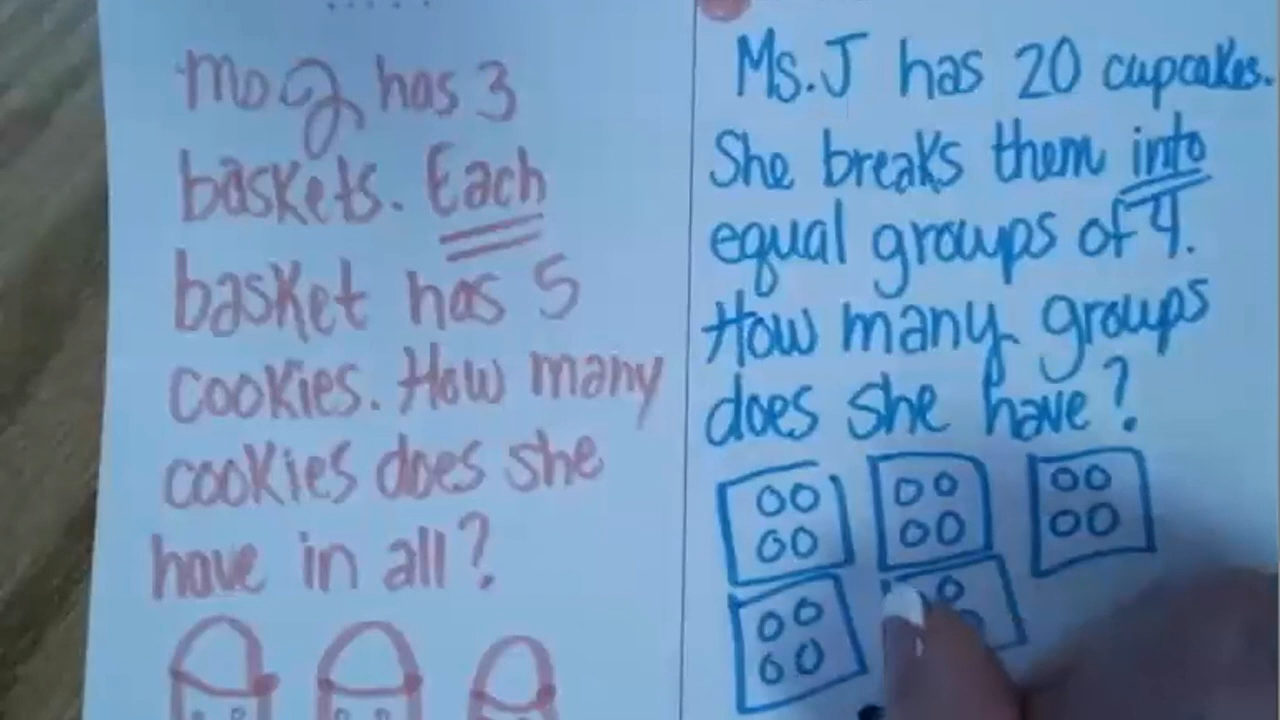 has 3
baskets. Each
basket has 5
cookies. How many
cookies does she
have in all?
Ms. J has 20 cupcakes.
She breaks them into
equal groups of 4.
How many groups
does she have?